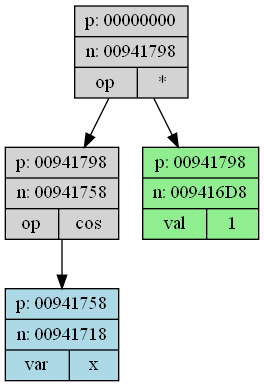 p: 00000000
n: 00941798
op *
p: 00941798
n: 00941758
op cos
p: 00941798
n: 009416D8
val 1
p: 00941758
n: 00941718
var x